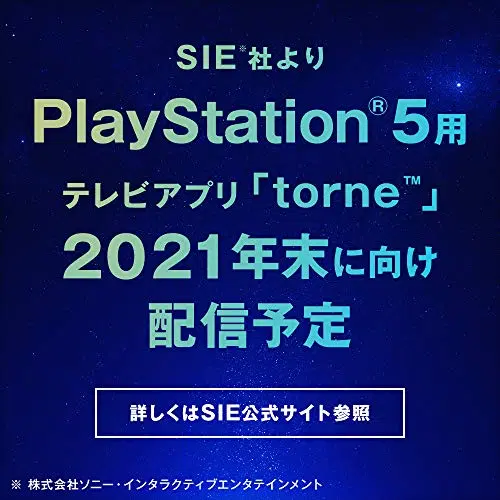 SIE※社より
PlayStation®5用
テレビアプリ「torne™」
2021年末に向け
配信予定
詳しくはSIE公式サイト参照
※ 株式会社ソニー・インタラクティブエンタテインメント